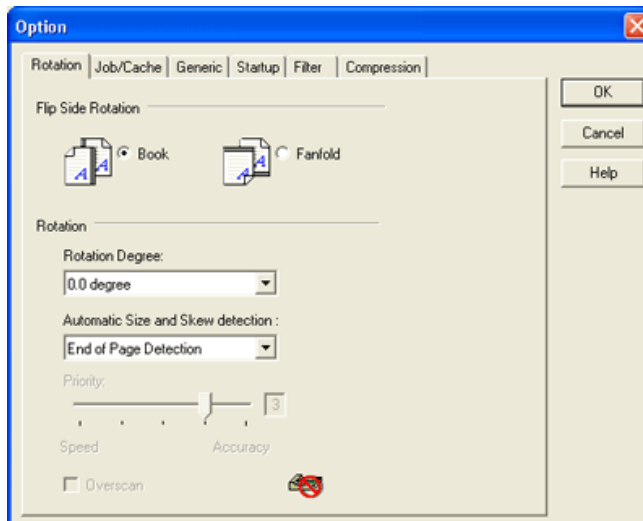 Option
Rotation Job/Cache Generic Startup Filter Compression
OK
Cancel
Help
Flip Side Rotation
A A Book A A Fanfold
Rotation
Rotation Degree:
0.0 degree
Automatic Size and Skew detection :
End of Page Detection
Priority:
3
Speed Accuracy
Overscan